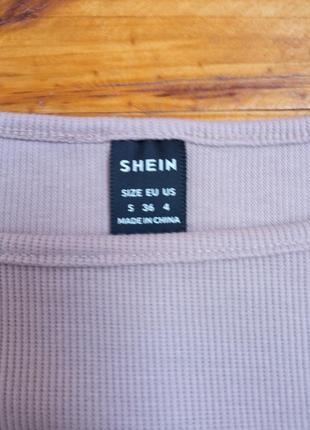 SHEIN
SIZE EU US
S 36 4
MADE IN CHINA